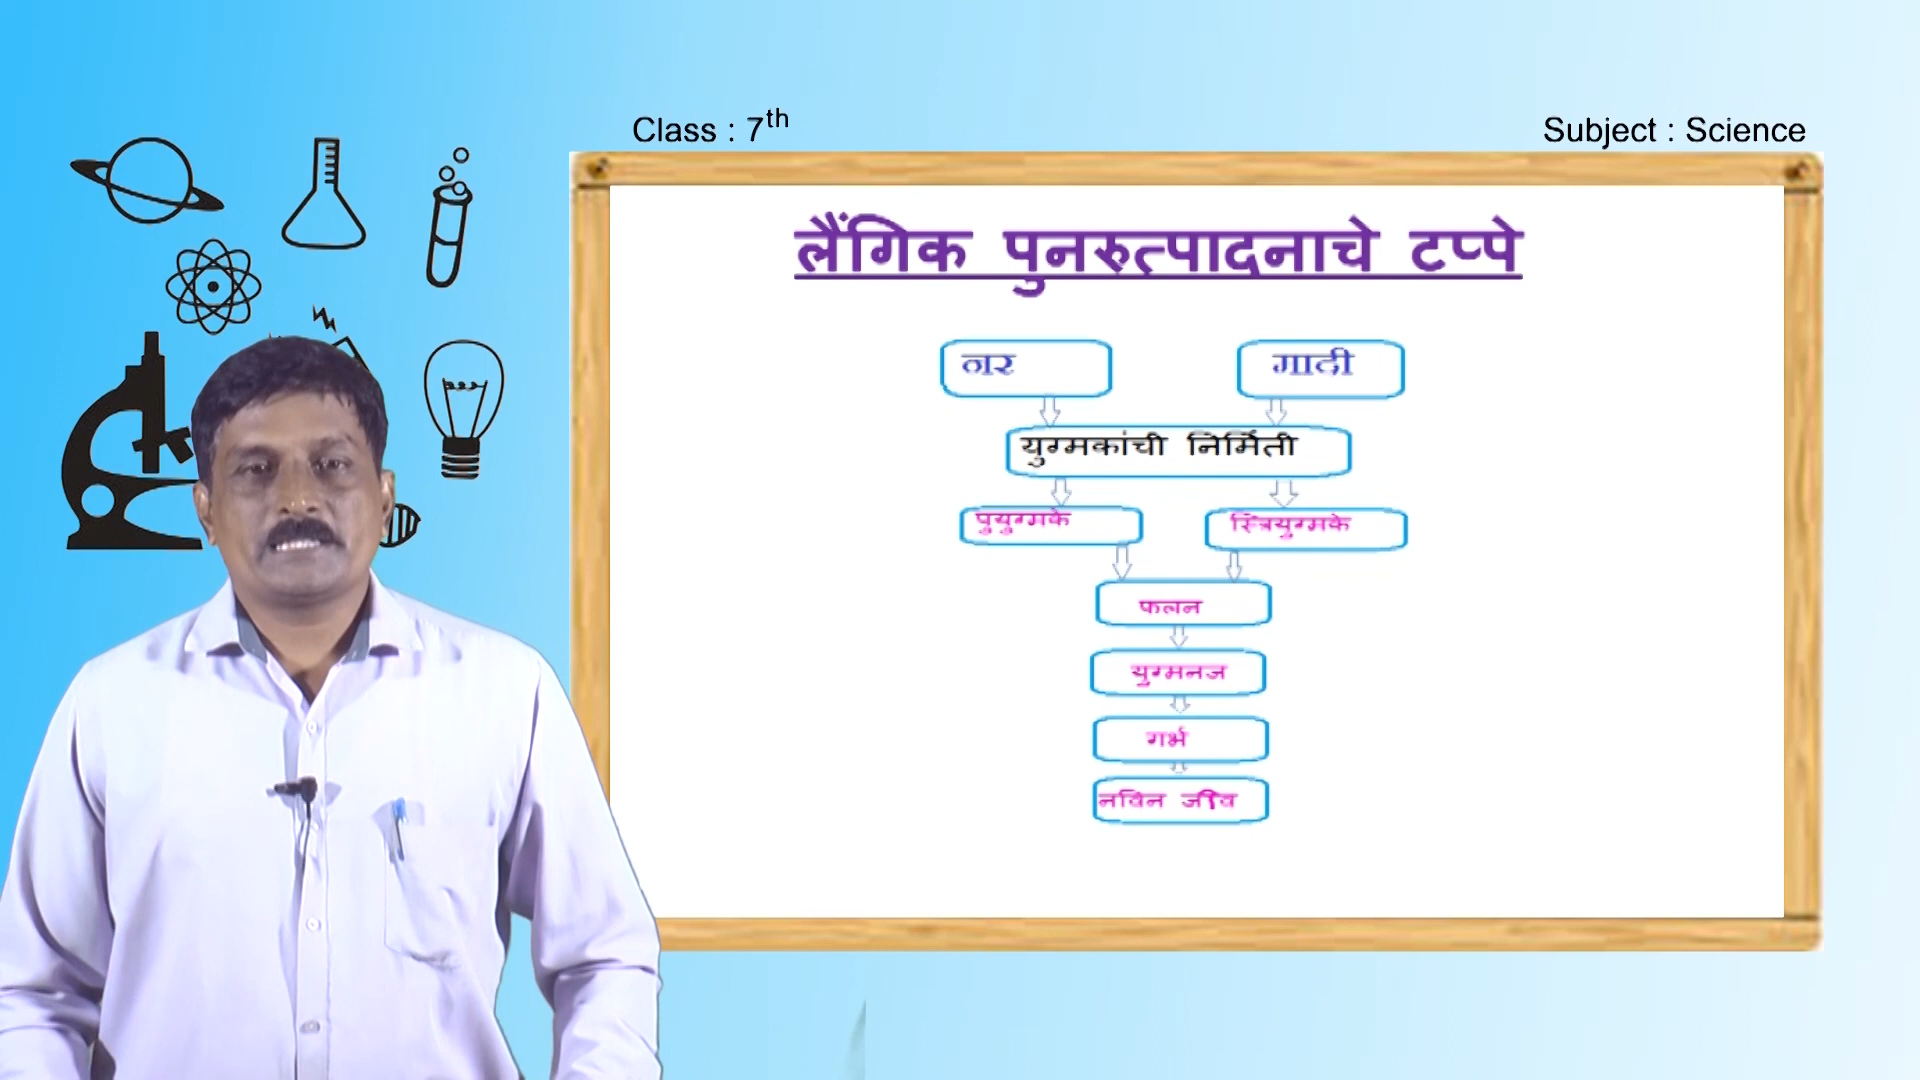 Class : 7th
Subject : Science
लैंगिक पुनरुत्पादनाचे टप्पे
नर
मादी
युग्मकांची निर्मिती
पुयुग्मके
स्त्रियुग्मके
फलन
युग्मनज
गर्भ
नविन जीव